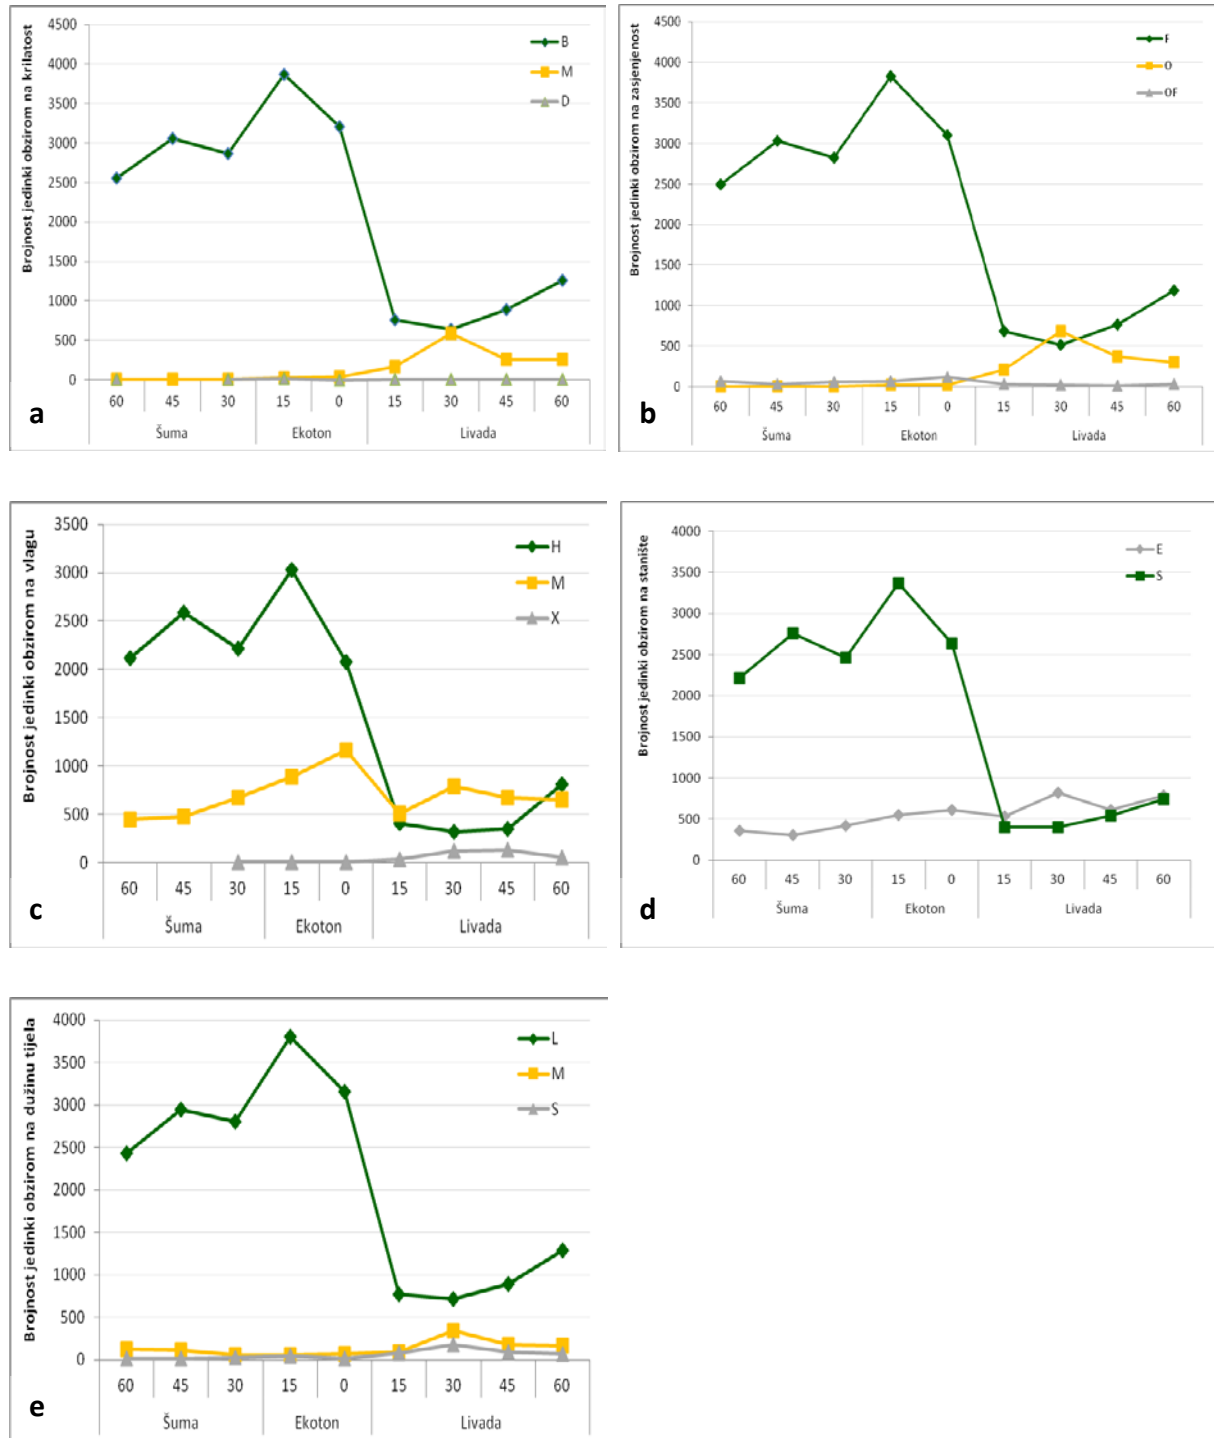 Brojnost jedinki obzirom na krilatost
4500
4000
3500
3000
2500
2000
1500
1000
500
0
B
M
D
60 45 30 15 0 15 30 45 60
Šuma Ekoton Livada
a
Brojnost jedinki obzirom na zasjenjenost
4500
4000
3500
3000
2500
2000
1500
1000
500
0
F
O
OF
60 45 30 15 0 15 30 45 60
Šuma Ekoton Livada
b
Brojnost jedinki obzirom na vlagu
3500
3000
2500
2000
1500
1000
500
0
H
M
X
60 45 30 15 0 15 30 45 60
Šuma Ekoton Livada
c
Brojnost jedinki obzirom na stanište
4000
3500
3000
2500
2000
1500
1000
500
0
E
S
60 45 30 15 0 15 30 45 60
Šuma Ekoton Livada
d
Brojnost jedinki obzirom na dužinu tijela
4000
3500
3000
2500
2000
1500
1000
500
0
L
M
S
60 45 30 15 0 15 30 45 60
Šuma Ekoton Livada
e